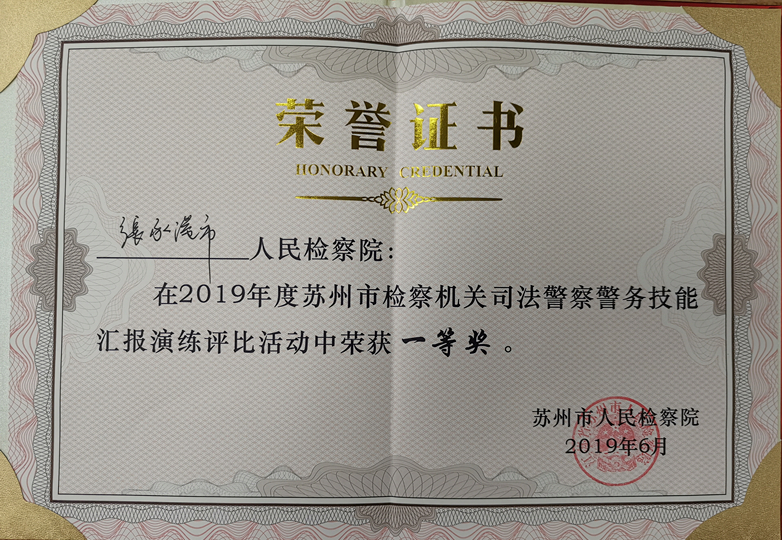 荣誉证书
HONORARY CREDENTIAL
張家港市人民检察院：
在2019年度苏州市检察机关司法警察警务技能
汇报演练评比活动中荣获一等奖。
苏州市人民检察院
2019年6月